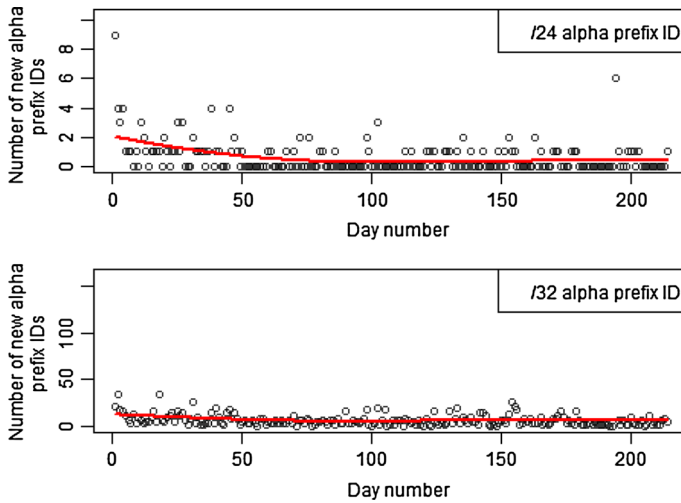 /24 alpha prefix ID
Number of new alpha
prefix IDs
0 2 4 6 8
0 50 100 150 200
Day number
/32 alpha prefix ID
Number of new alpha
prefix IDs
0 50 100
0 50 100 150 200
Day number